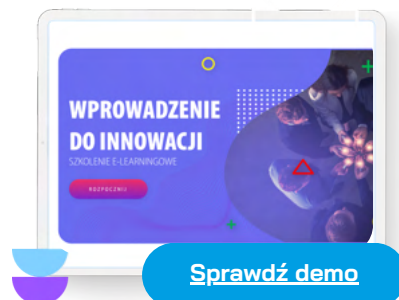 WPROWADZENIE
DO INNOWACJI
SZKOLENIE E-LEARNINGOWE
ROZPOCZNIJ
Sprawdź demo